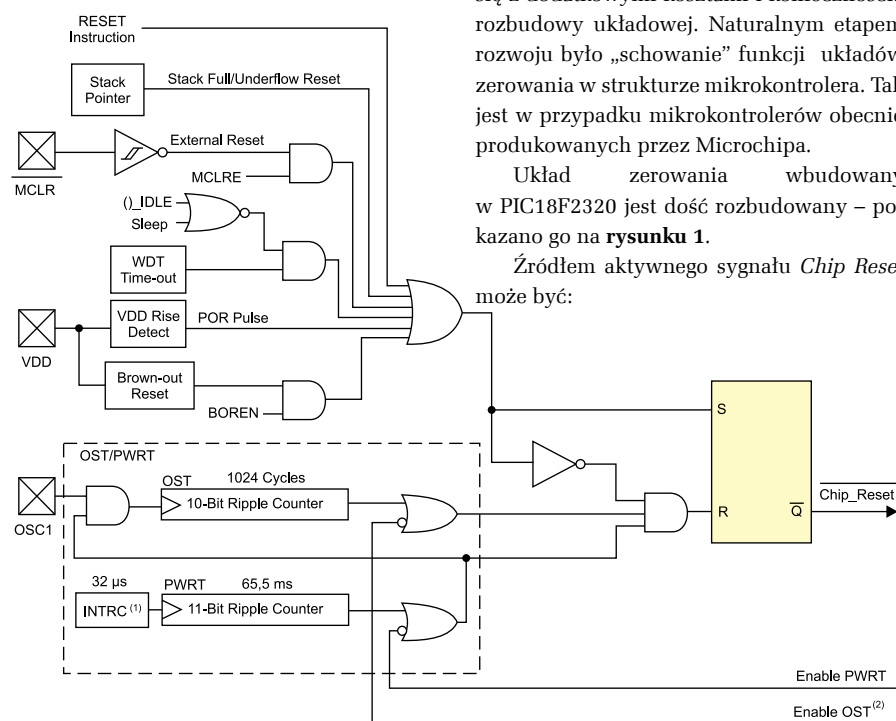 rozbudowy układowej. Naturalnym etapem
rozwoju było „schowanie” funkcji układów
zerowania w strukturze mikrokontrolera. Tak
jest w przypadku mikrokontrolerów obecnie
produkowanych przez Microchipa.
Układ zerowania wbudowany
w PIC18F2320 jest dość rozbudowany – po-
kazano go na rysunku 1.
Źródłem aktywnego sygnału Chip Reset
może być:
RESET
Instruction
Stack
Pointer
Stack Full/Underflow Reset
External Reset
MCLR
MCLRE
()_IDLE
Sleep
WDT
Time-out
VDD Rise
Detect
POR Pulse
VDD
Brown-out
Reset
BOREN
OST/PWRT
OST 1024 Cycles
10-Bit Ripple Counter
OSC1
32 µs
PWRT 65,5 ms
INTRC (1)
11-Bit Ripple Counter
S
R
Q
Chip_Reset
Enable PWRT
Enable OST(2)